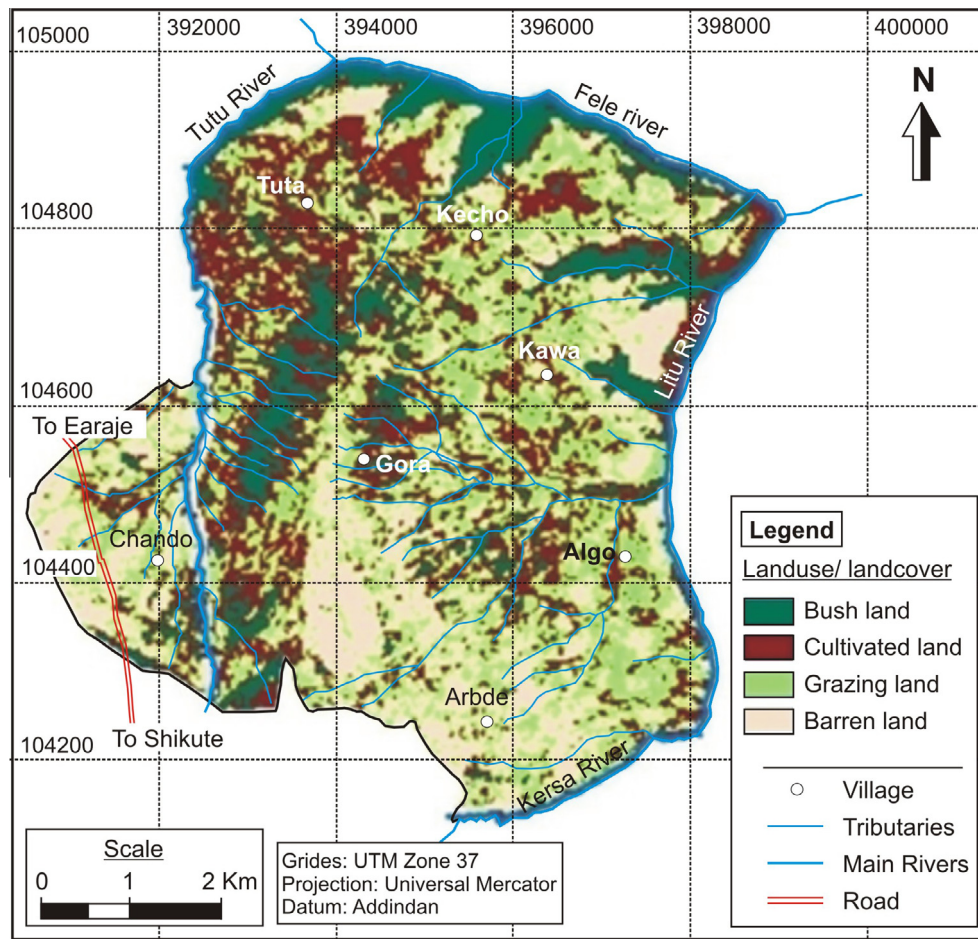 392000
394000
396000
398000
400000
105000
104800
104600
104400
104200
N
Tutu River
Fele river
Litu River
Kersa River
Tuta
Kecho
Kawa
Gora
Algo
Chando
Arbde
To Earaje
To Shikute
Legend
Landuse/ landcover
Bush land
Cultivated land
Grazing land
Barren land
Village
Tributaries
Main Rivers
Road
Scale
0 1 2 Km
Grides: UTM Zone 37
Projection: Universal Mercator
Datum: Addindan